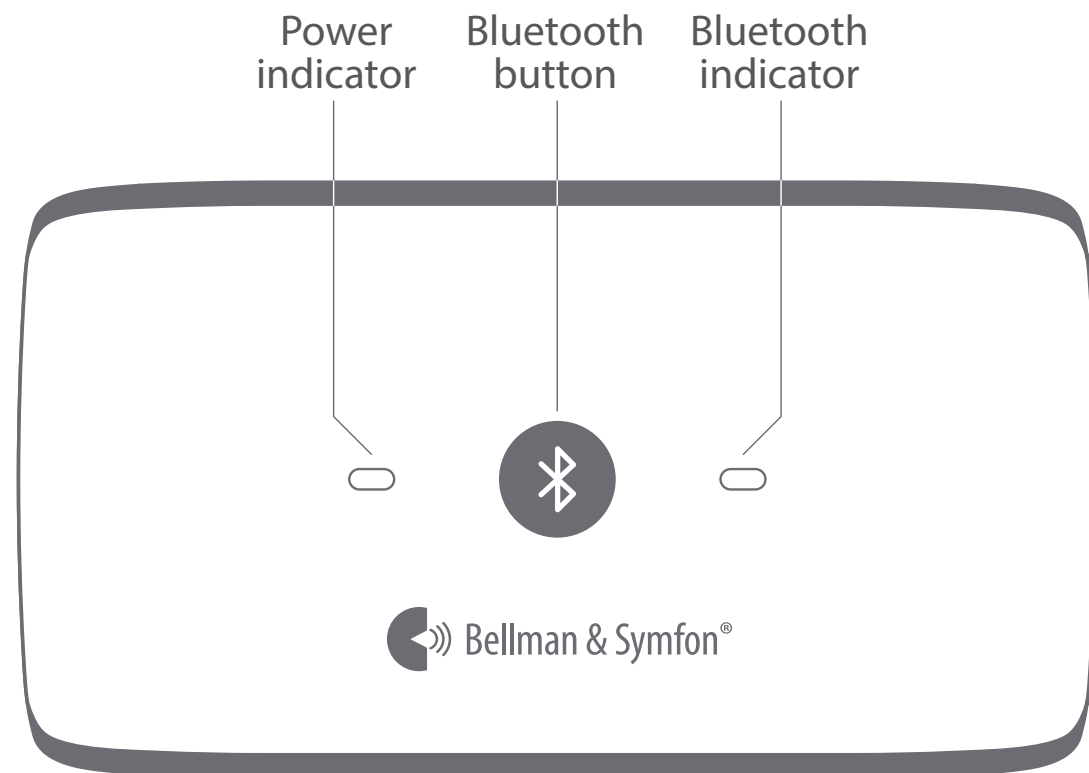 Power
indicator
Bluetooth
button
Bluetooth
indicator
Bellman & Symfon®